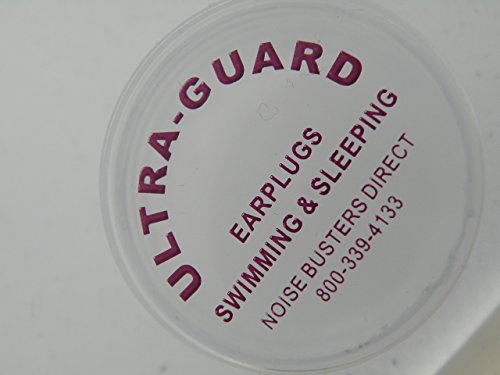 ULTRA-GUARD
EARPLUGS
SWIMMING & SLEEPING
NOISE BUSTERS DIRECT
800-339-4133